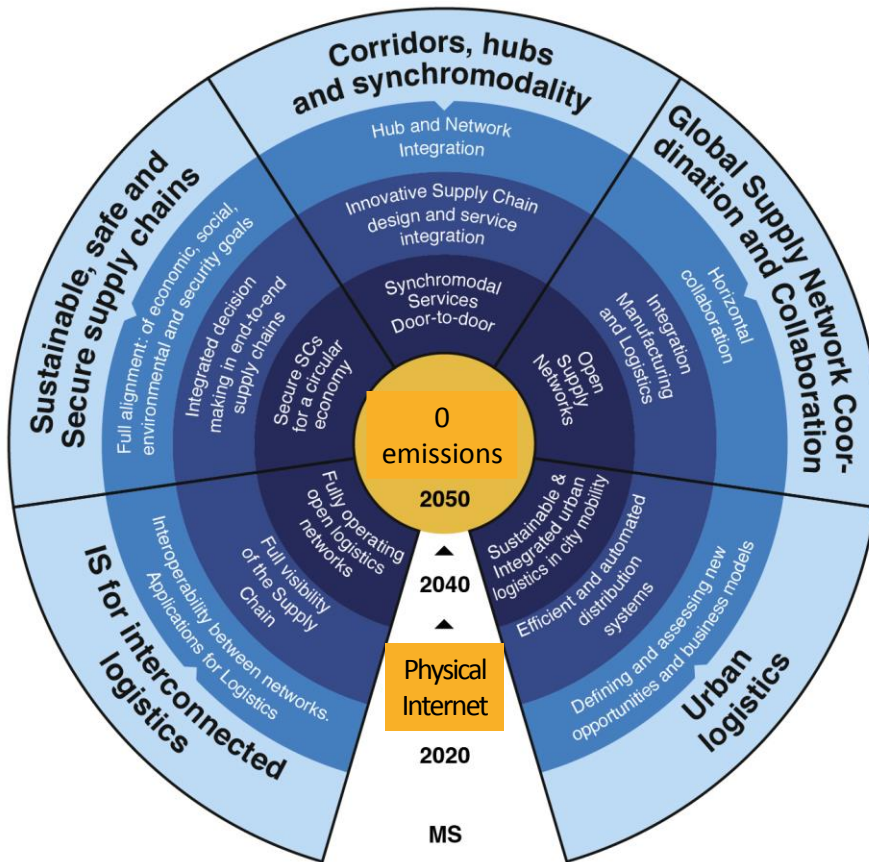 Corridors, hubs
and synchromodality
Hub and Network
Integration
Innovative Supply Chain
design and service
integration
Synchromodal
Services
Door-to-door
Global Supply Network Coor-
dination and Collaboration
Horizontal
collaboration
Integration
Manufacturing
and Logistics
Open
Supply
Networks
Urban
logistics
Defining and assessing new
opportunities and business models
Efficient and automated
distribution
systems
Sustainable &
Integrated urban
logistics in city mobility
IS for interconnected
logistics
Interoperability between networks.
Applications for Logistics
Full visibility
of the Supply
Chain
Fully operating
open logistics
networks
Sustainable, safe and
Secure supply chains
Full alignment: of economic, social,
environmental and security goals
Integrated decision
making in end-to-end
supply chains
Secure SCs
for a circular
economy
0
emissions
2050
2040
Physical
Internet
2020
MS